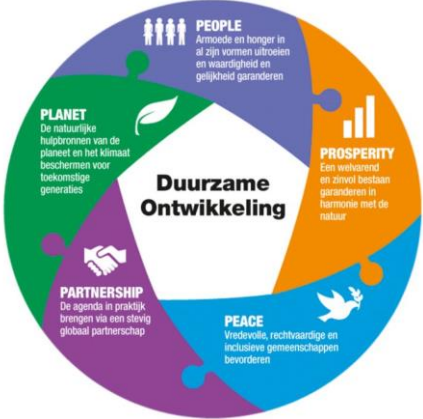 PEOPLE
Armoede en honger in
al zijn vormen uitroeien
en waardigheid en
gelijkheid garanderen
PROSPERITY
Een welvarend
en zinvol bestaan
garanderen in
harmonie met de
natuur
PEACE
Vredevolle, rechtvaardige en
inclusieve gemeenschappen
bevorderen
PARTNERSHIP
De agenda in praktijk
brengen via een stevig
globaal partnerschap
PLANET
De natuurlijke
hulpbronnen van de
planeet en het klimaat
beschermen voor
toekomstige
generaties
Duurzame
Ontwikkeling